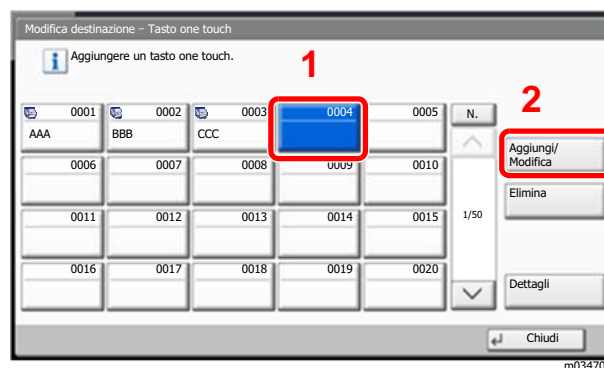 Modifica destinazione – Tasto one touch
Aggiungere un tasto one touch.
1
2
0001 0002 0003 0004 0005 N.
AAA BBB CCC
Aggiungi/
Modifica
0006 0007 0008 0009 0010
Elimina
0011 0012 0013 0014 0015 1/50
0016 0017 0018 0019 0020
Dettagli
Chiudi
m03470